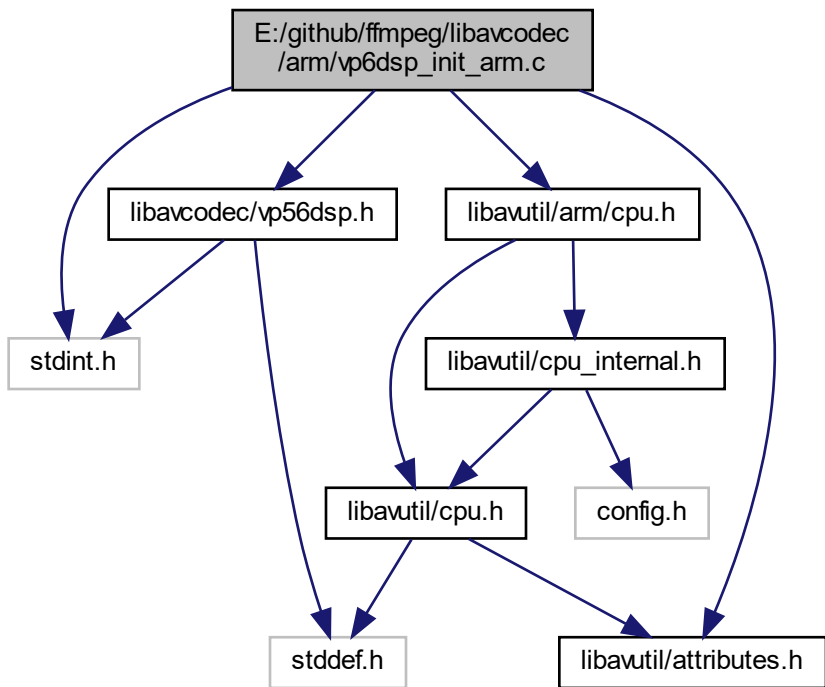 E:/github/ffmpeg/libavcodec
/arm/vp6dsp_init_arm.c
libavcodec/vp56dsp.h
libavutil/arm/cpu.h
stdint.h
libavutil/cpu_internal.h
libavutil/cpu.h
config.h
stddef.h
libavutil/attributes.h